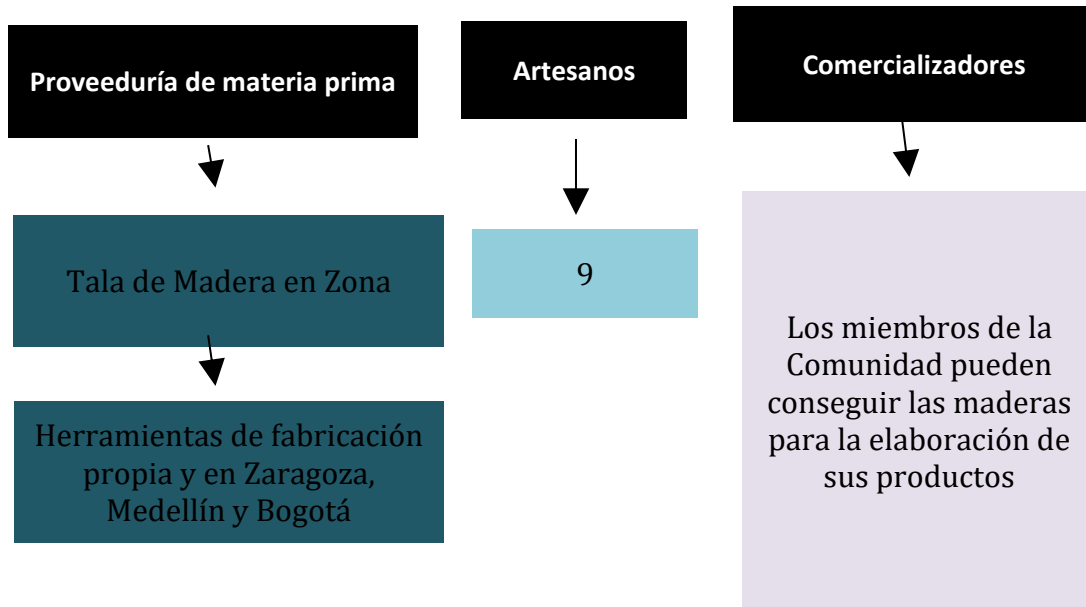 Proveeduría de materia prima
Artesanos
Comercializadores
Tala de Madera en Zona
9
Herramientas de fabricación
propia y en Zaragoza,
Medellín y Bogotá
Los miembros de la
Comunidad pueden
conseguir las maderas
para la elaboración de
sus productos